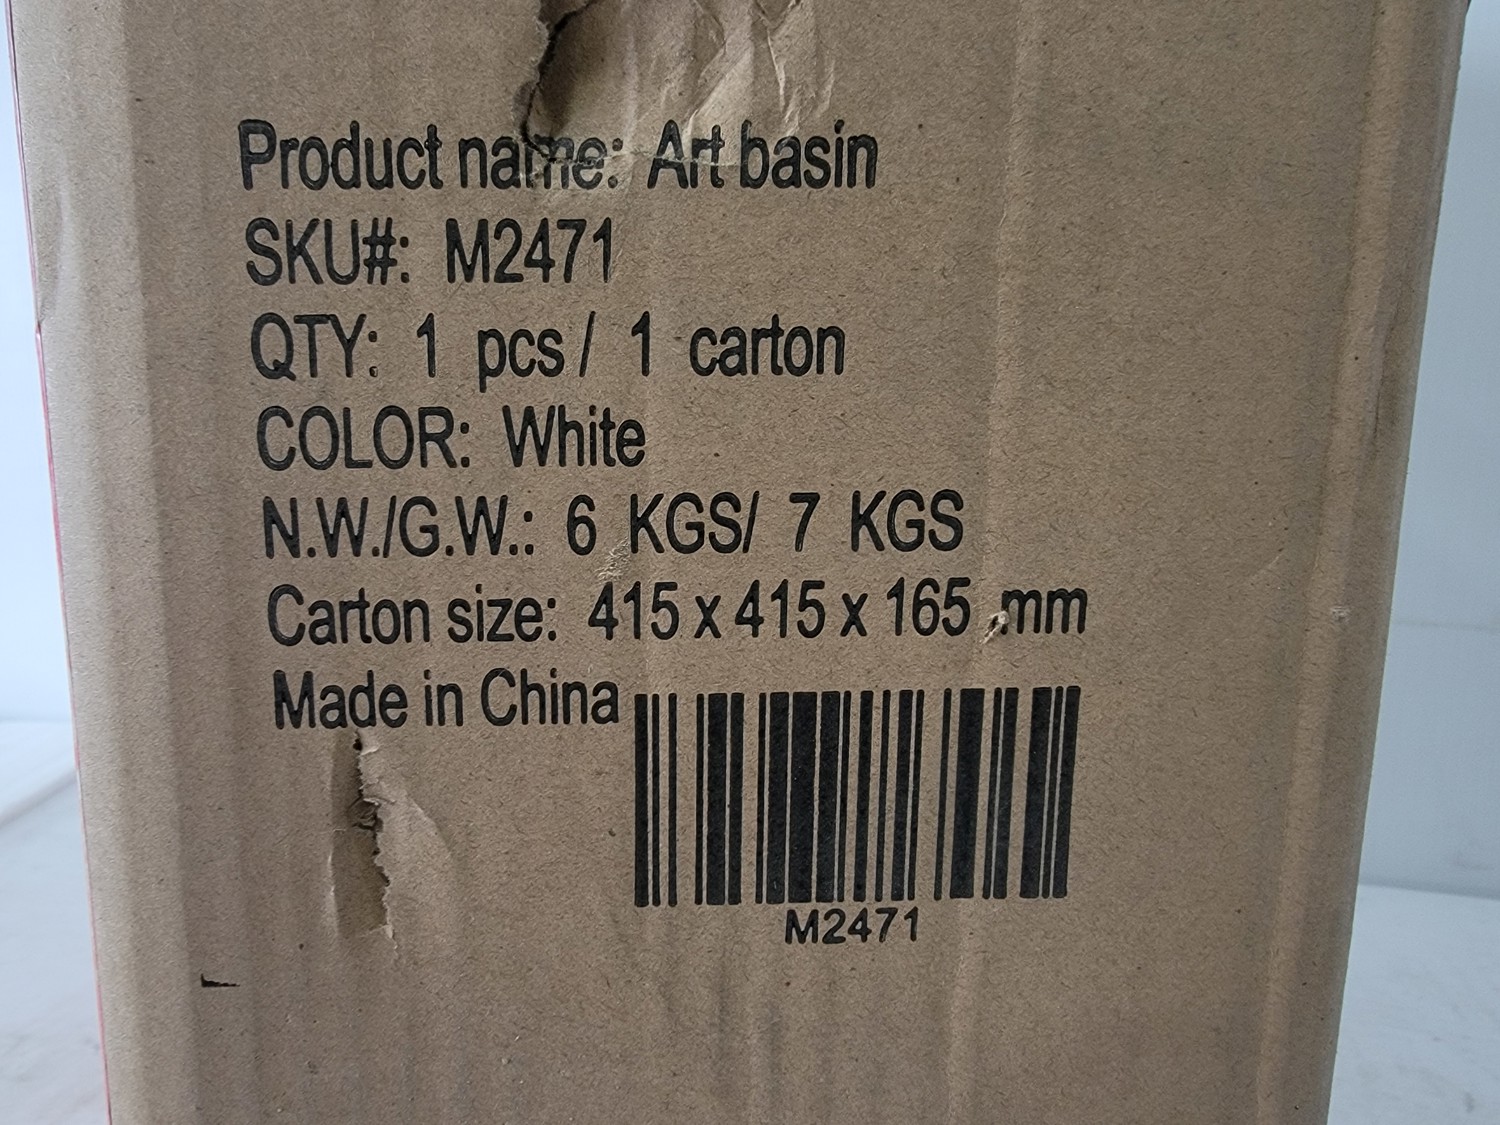 Product name: Art basin
SKU#: M2471
QTY: 1 pcs / 1 carton
COLOR: White
N.W./G.W.: 6 KGS/ 7 KGS
Carton size: 415 x 415 x 165 mm
Made in China
M2471